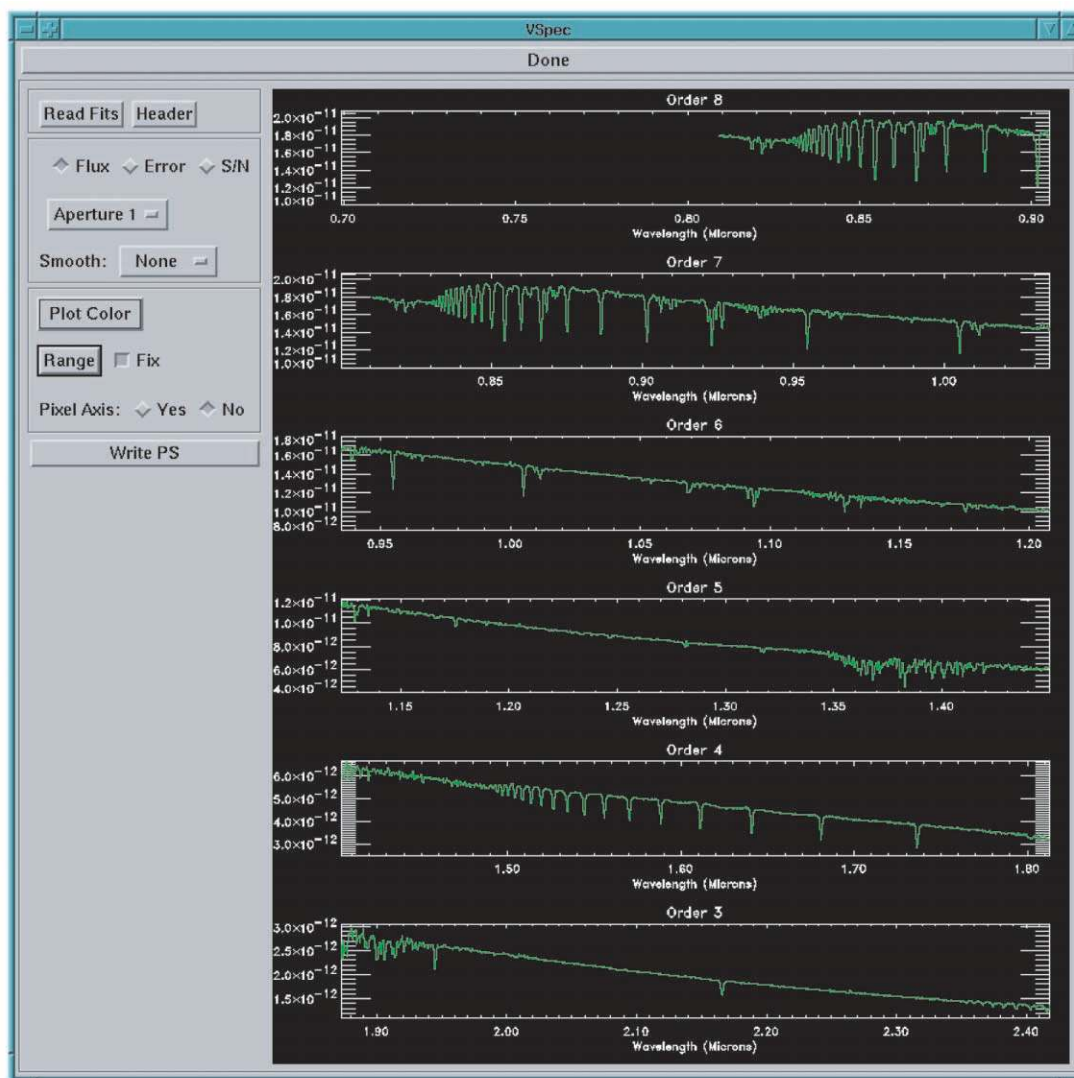 VSpec
Done
Read Fits Header
Flux Error S/N
Aperture 1
Smooth: None
Plot Color
Range Fix
Pixel Axis: Yes No
Write PS
Order 8
2.0×10⁻¹¹
1.8×10⁻¹¹
1.6×10⁻¹¹
1.4×10⁻¹¹
1.2×10⁻¹¹
1.0×10⁻¹¹
0.70 0.75 0.80 0.85 0.90
Wavelength (Microns)
Order 7
2.0×10⁻¹¹
1.8×10⁻¹¹
1.6×10⁻¹¹
1.4×10⁻¹¹
1.2×10⁻¹¹
1.0×10⁻¹¹
0.85 0.90 0.95 1.00
Wavelength (Microns)
Order 6
1.8×10⁻¹¹
1.6×10⁻¹¹
1.4×10⁻¹¹
1.2×10⁻¹¹
1.0×10⁻¹¹
8.0×10⁻¹²
0.95 1.00 1.05 1.10 1.15 1.20
Wavelength (Microns)
Order 5
1.2×10⁻¹¹
1.0×10⁻¹¹
8.0×10⁻¹²
6.0×10⁻¹²
4.0×10⁻¹²
1.15 1.20 1.25 1.30 1.35 1.40
Wavelength (Microns)
Order 4
6.0×10⁻¹²
5.0×10⁻¹²
4.0×10⁻¹²
3.0×10⁻¹²
1.50 1.60 1.70 1.80
Wavelength (Microns)
Order 3
3.0×10⁻¹²
2.5×10⁻¹²
2.0×10⁻¹²
1.5×10⁻¹²
1.90 2.00 2.10 2.20 2.30 2.40
Wavelength (Microns)